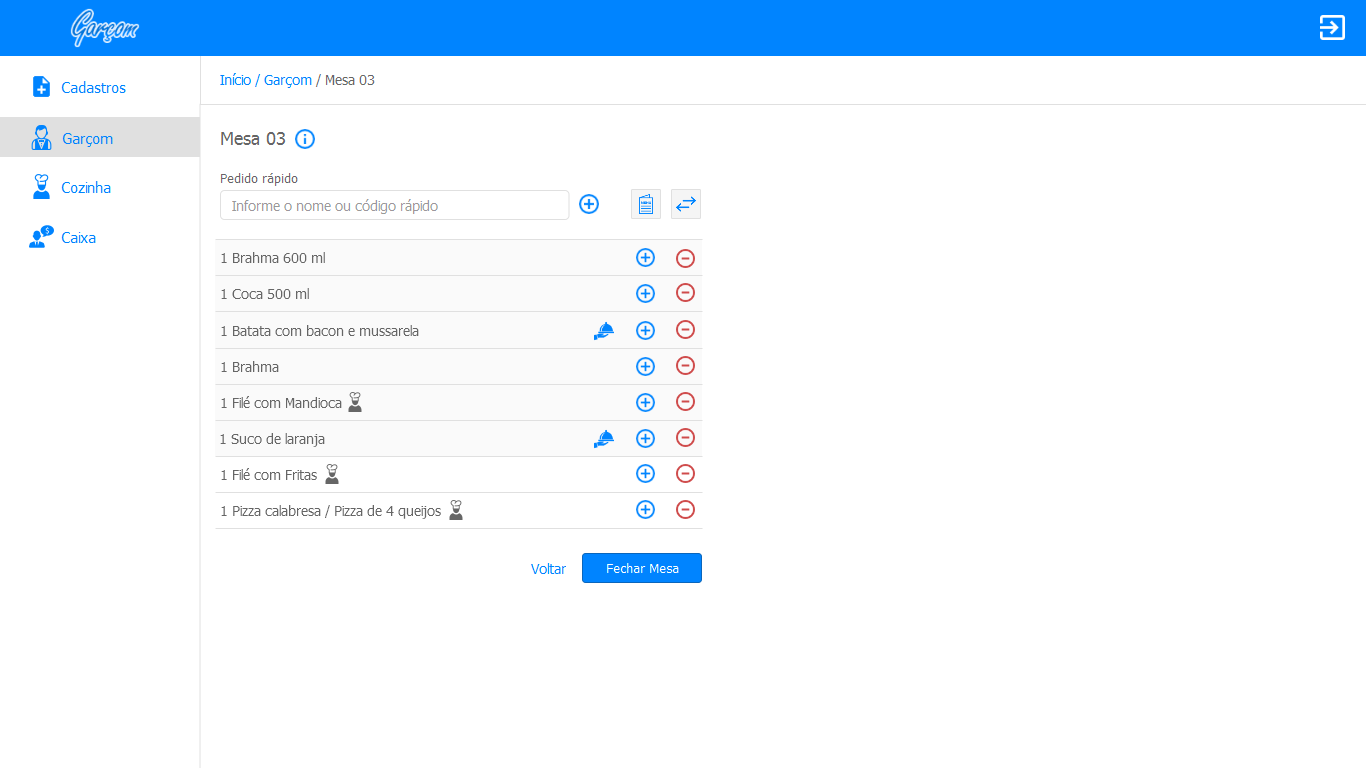 Garçom
Cadastros
Garçom
Cozinha
Caixa
Início / Garçom / Mesa 03
Mesa 03
Pedido rápido
Informe o nome ou código rápido
1 Brahma 600 ml
1 Coca 500 ml
1 Batata com bacon e mussarela
1 Brahma
1 Filé com Mandioca
1 Suco de laranja
1 Filé com Fritas
1 Pizza calabresa / Pizza de 4 queijos
Voltar
Fechar Mesa